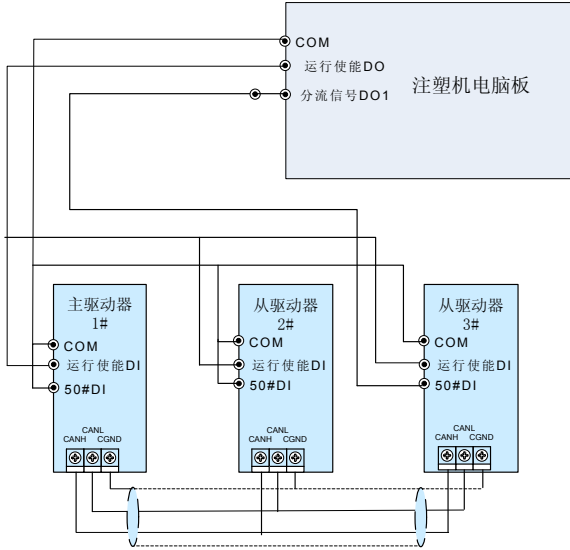 COM
运行使能DO
分流信号DO1
注塑机电脑板
主驱动器
1#
COM
运行使能DI
50#DI
CANL
CANH CGND
从驱动器
2#
COM
运行使能DI
50#DI
CANL
CANH CGND
从驱动器
3#
COM
运行使能DI
50#DI
CANL
CANH CGND